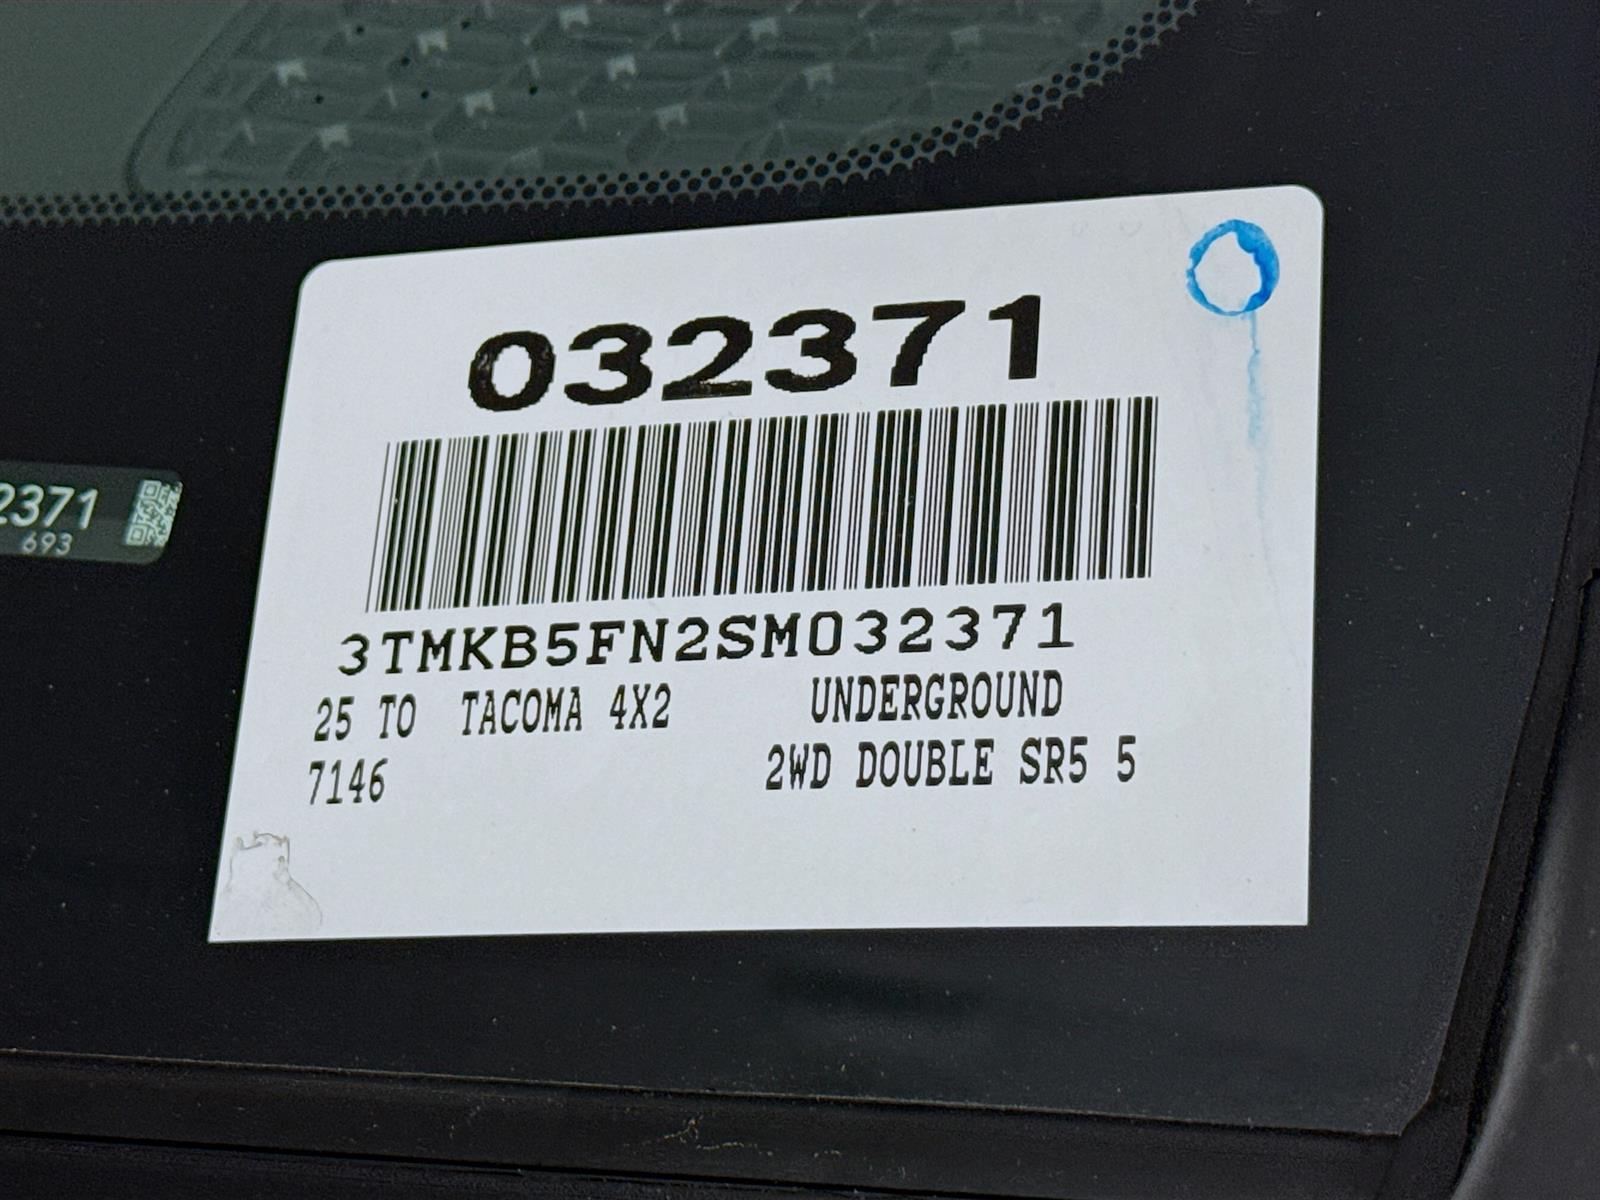 032371
3TMKB5FN2SM032371
25 TO TACOMA 4X2 UNDERGROUND
7146 2WD DOUBLE SR5 5
2371
693